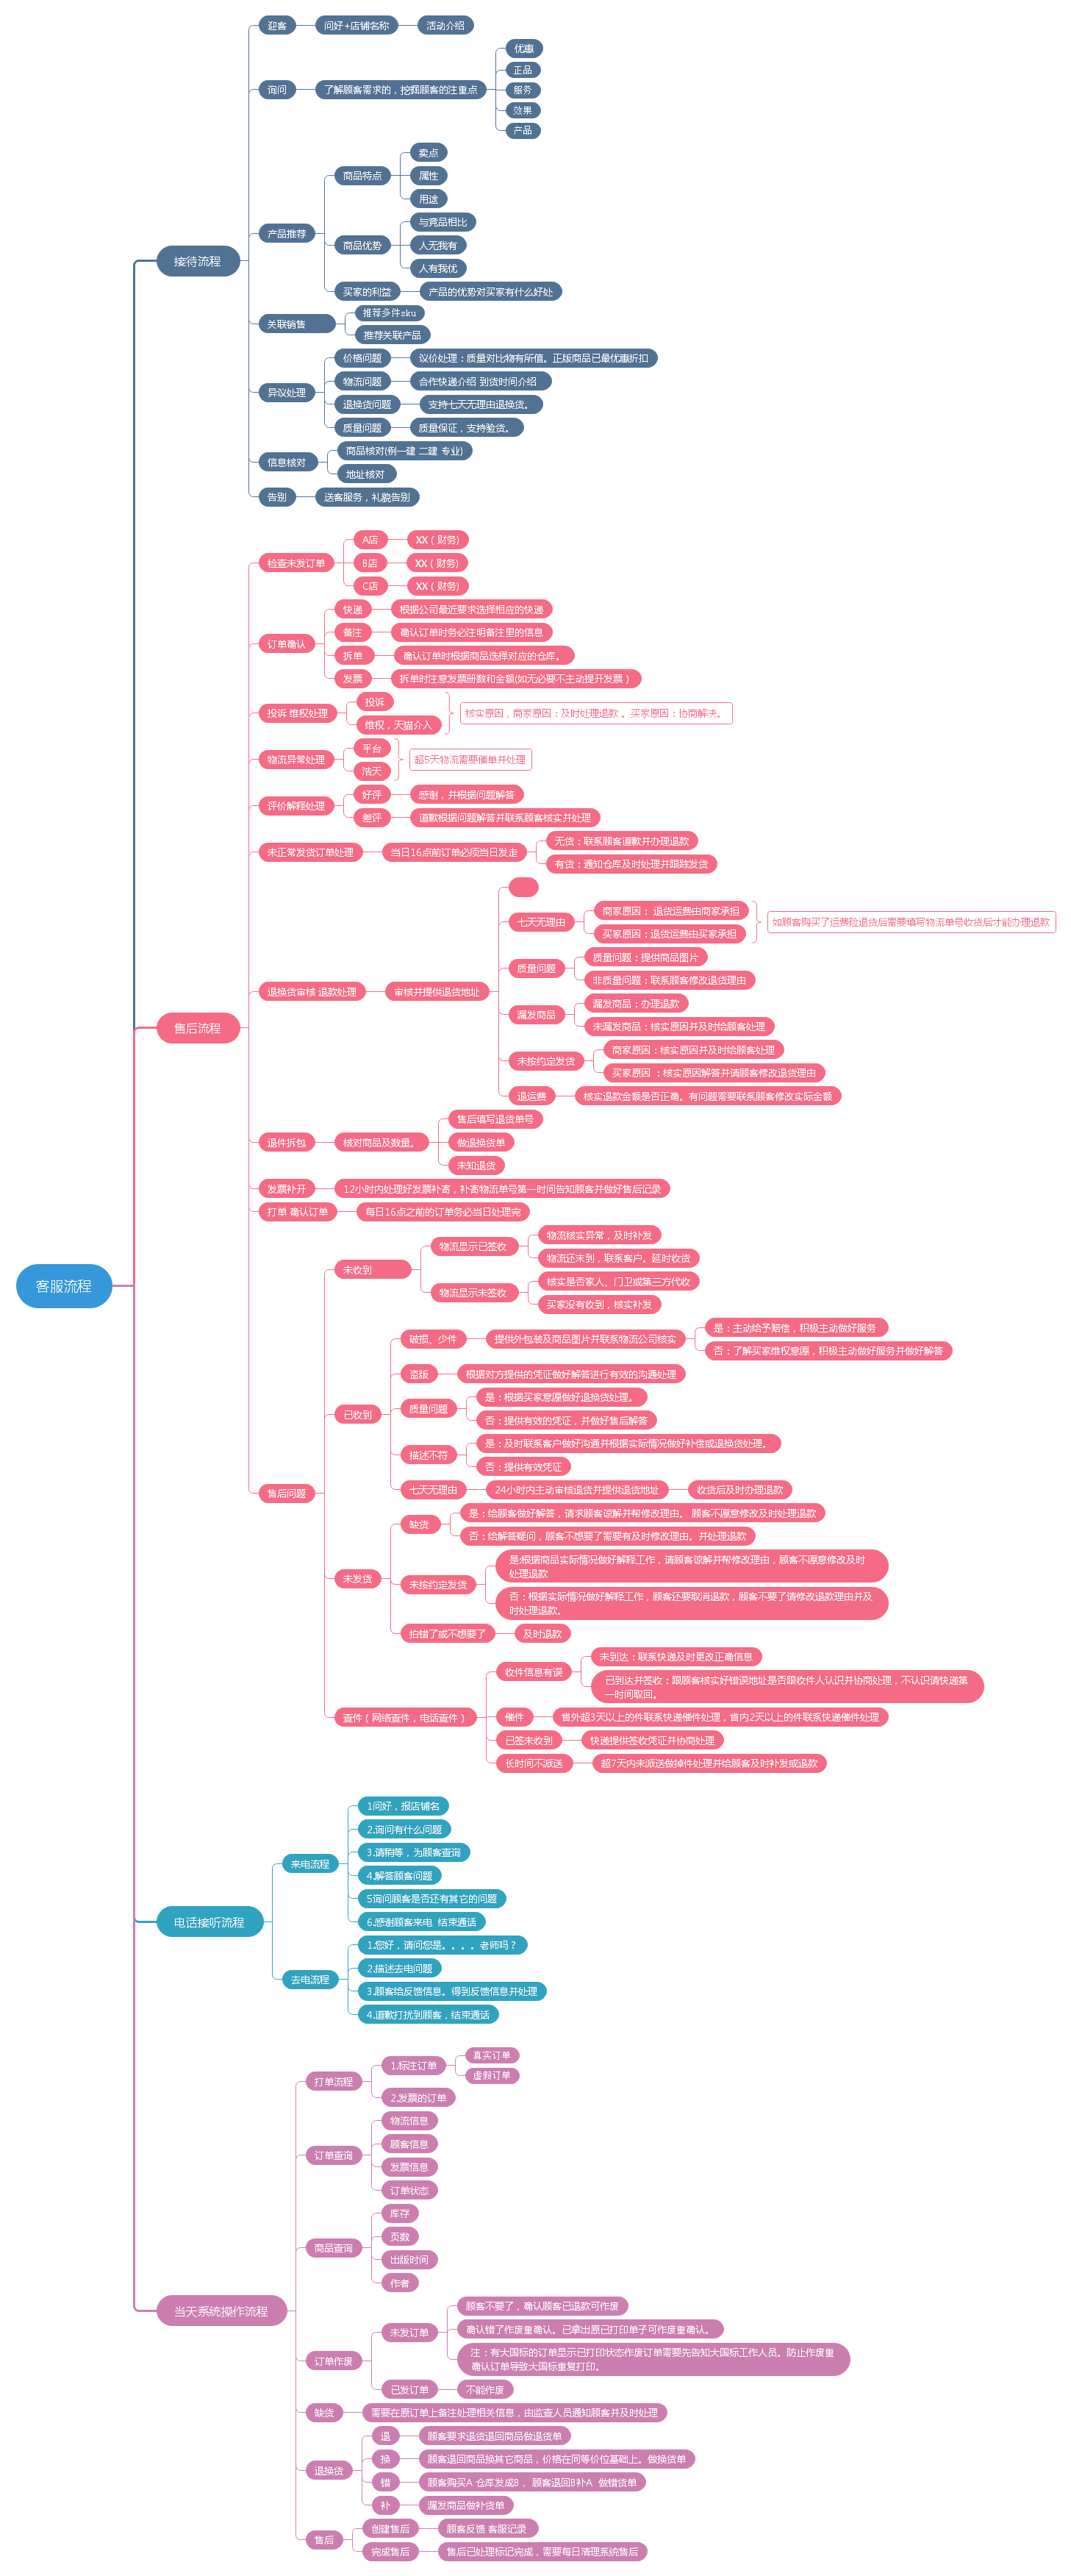 客服流程
接待流程
迎客
问好+店铺名称
活动介绍
询问
了解顾客需求的，挖掘顾客的注重点
优惠
正品
服务
效果
产品
产品推荐
商品特点
卖点
属性
用途
商品优势
与竞品相比
人无我有
人有我优
买家的利益
产品的优势对买家有什么好处
关联销售
推荐多件sku
推荐关联产品
异议处理
价格问题
议价处理：质量对比物有所值。正版商品已最优惠折扣
物流问题
合作快递介绍 到货时间介绍
退换货问题
支持七天无理由退换货。
质量问题
质量保证，支持验货。
信息核对
商品核对(例一建 二建 专业)
地址核对
告别
送客服务，礼貌告别
售后流程
检查未发订单
A店
XX（财务)
B店
XX（财务)
C店
XX（财务)
订单确认
快递
根据公司最近要求选择相应的快递
备注
确认订单时务必注明备注里的信息
拆单
确认订单时根据商品选择对应的仓库。
发票
拆单时注意发票册数和金额(如无必要不主动提开发票）
投诉 维权处理
投诉
维权，天猫介入
核实原因，商家原因：及时处理退款 。买家原因：协商解决。
物流异常处理
平台
浩天
超5天物流需要催单并处理
评价解释处理
好评
感谢，并根据问题解答
差评
道歉根据问题解答并联系顾客核实并处理
未正常发货订单处理
当日16点前订单必须当日发走
无货：联系顾客道歉并办理退款
有货：通知仓库及时处理并跟踪发货
退换货审核 退款处理
审核并提供退货地址
七天无理由
商家原因： 退货运费由商家承担
买家原因：退货运费由买家承担
如顾客购买了运费险退货后需要填写物流单号收货后才能办理退款
质量问题
质量问题：提供商品图片
非质量问题：联系顾客修改退货理由
漏发商品
漏发商品：办理退款
未漏发商品：核实原因并及时给顾客处理
未按约定发货
商家原因：核实原因并及时给顾客处理
买家原因 ：核实原因解答并请顾客修改退货理由
退运费
核实退款金额是否正确。有问题需要联系顾客修改实际金额
退件拆包
核对商品及数量。
售后填写退货单号
做退换货单
未知退货
发票补开
12小时内处理好发票补寄，补寄物流单号第一时间告知顾客并做好售后记录
打单 确认订单
每日16点之前的订单务必当日处理完
售后问题
未收到
物流显示已签收
物流核实异常，及时补发
物流还未到，联系客户。延时收货
物流显示未签收
核实是否家人、门卫或第三方代收
买家没有收到，核实补发
已收到
破损、少件
提供外包装及商品图片并联系物流公司核实
是：主动给予赔偿，积极主动做好服务
否：了解买家维权意愿，积极主动做好服务并做好解答
盗版
根据对方提供的凭证做好解答进行有效的沟通处理
质量问题
是：根据买家意愿做好退换货处理。
否：提供有效的凭证，并做好售后解答
描述不符
是：及时联系客户做好沟通并根据实际情况做好补偿或退换货处理。
否：提供有效凭证
七天无理由
24小时内主动审核退货并提供退货地址
收货后及时办理退款
未发货
缺货
是：给顾客做好解答，请求顾客谅解并帮修改理由。 顾客不愿意修改及时处理退款
否：给解答疑问，顾客不想要了需要有及时修改理由。并处理退款
未按约定发货
是:根据商品实际情况做好解释工作，请顾客谅解并帮修改理由，顾客不愿意修改及时
处理退款
否：根据实际情况做好解释工作，顾客还要取消退款，顾客不要了请修改退款理由并及
时处理退款。
拍错了或不想要了
及时退款
查件（网络查件，电话查件）
收件信息有误
未到达：联系快递及时更改正确信息
已到达并签收：跟顾客核实好错误地址是否跟收件人认识并协商处理，不认识请快递第
一时间取回。
催件
省外超3天以上的件联系快递催件处理，省内2天以上的件联系快递催件处理
已签未收到
快递提供签收凭证并协商处理
长时间不派送
超7天内未派送做掉件处理并给顾客及时补发或退款
电话接听流程
来电流程
1问好，报店铺名
2.询问有什么问题
3.请稍等，为顾客查询
4.解答顾客问题
5询问顾客是否还有其它的问题
6.感谢顾客来电 结束通话
去电流程
1.您好，请问您是。。。。老师吗？
2.描述去电问题
3.顾客给反馈信息。得到反馈信息并处理
4.道歉打扰到顾客，结束通话
当天系统操作流程
打单流程
1.标注订单
真实订单
虚假订单
2.发票的订单
订单查询
物流信息
顾客信息
发票信息
订单状态
商品查询
库存
页数
出版时间
作者
订单作废
未发订单
顾客不要了，确认顾客已退款可作废
确认错了作废重确认。已拿出原已打印单子可作废重确认。
注：有大国标的订单显示已打印状态作废订单需要先告知大国标工作人员。防止作废重
确认订单导致大国标重复打印。
已发订单
不能作废
缺货
需要在原订单上备注处理相关信息，由监查人员通知顾客并及时处理
退换货
退
顾客要求退货退回商品做退货单
换
顾客退回商品换其它商品，价格在同等价位基础上。做换货单
错
顾客购买A 仓库发成B， 顾客退回B补A 做错货单
补
漏发商品做补货单
售后
创建售后
顾客反馈 客服记录
完成售后
售后已处理标记完成，需要每日清理系统售后